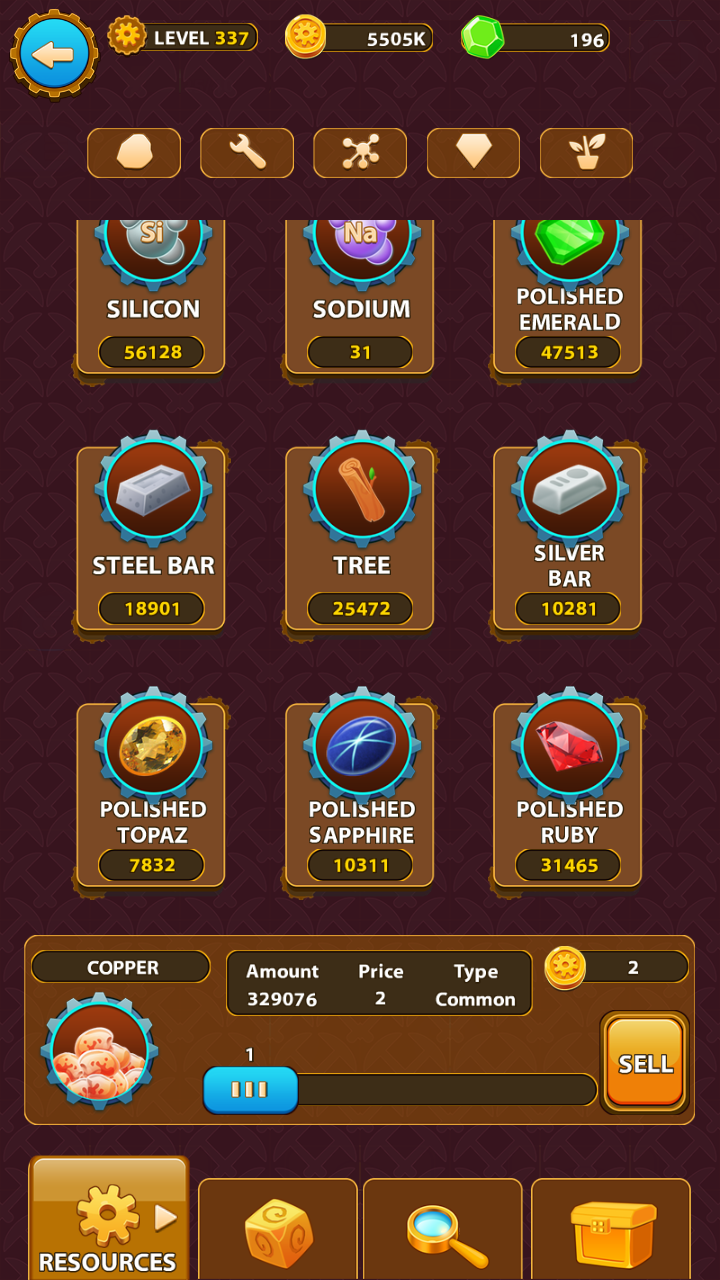 LEVEL 337
5505K
196
Si
Na
SILICON
SODIUM
POLISHED
EMERALD
56128
31
47513
STEEL BAR
TREE
SILVER
BAR
18901
25472
10281
POLISHED
TOPAZ
POLISHED
SAPPHIRE
POLISHED
RUBY
7832
10311
31465
COPPER
Amount Price Type
329076 2 Common
2
1
SELL
RESOURCES